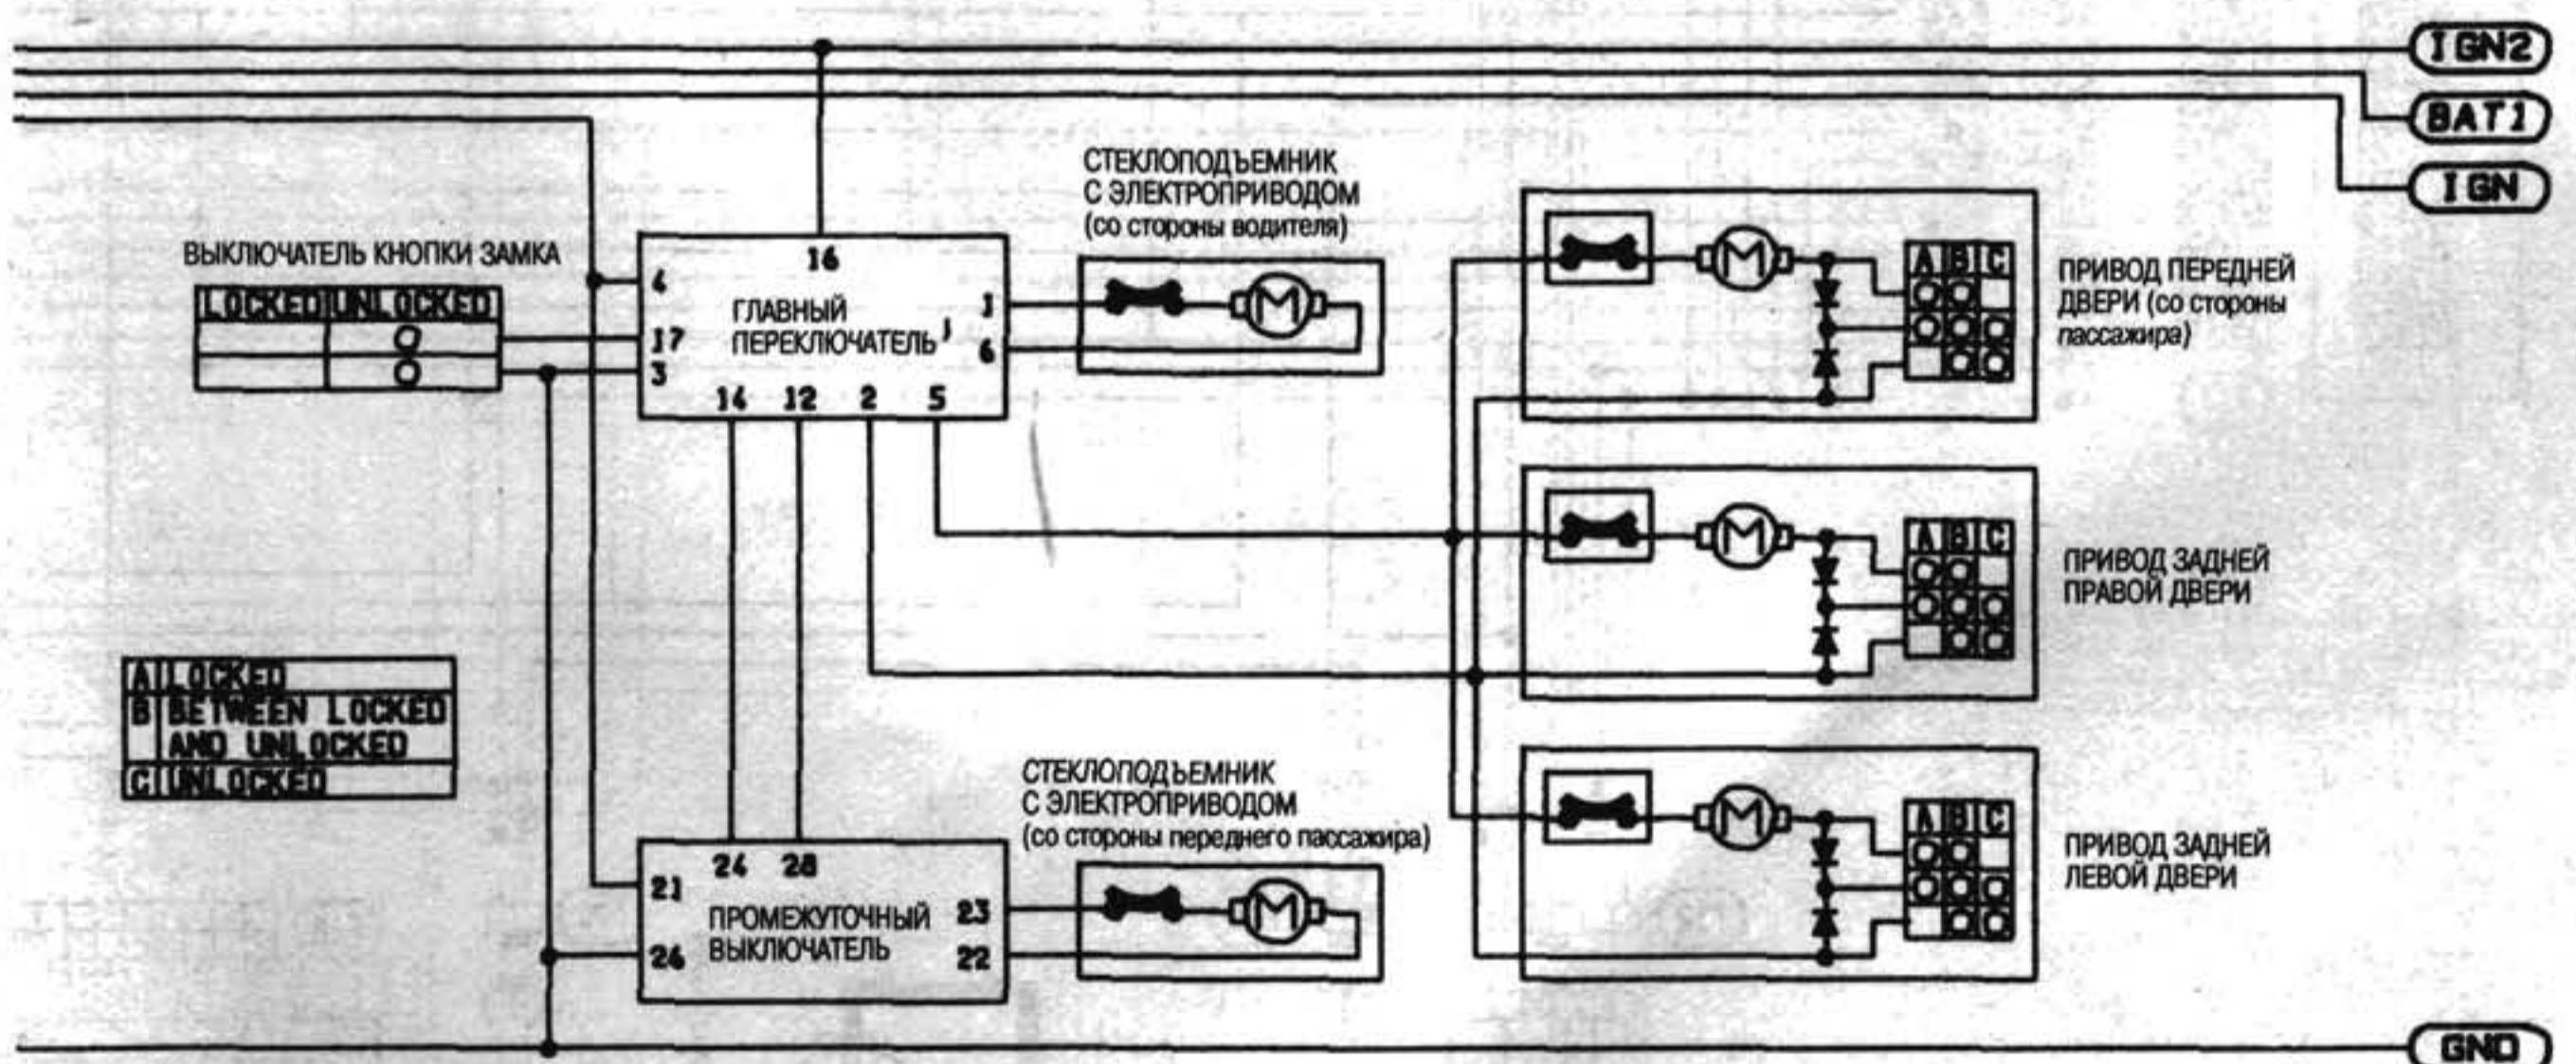 IGN2
BAT1
IGN
СТЕКЛОПОДЪЕМНИК
С ЭЛЕКТРОПРИВОДОМ
(со стороны водителя)
ВЫКЛЮЧАТЕЛЬ КНОПКИ ЗАМКА
LOCKED UNLOCKED
16
4
17
3
ГЛАВНЫЙ
ПЕРЕКЛЮЧАТЕЛЬ
1
6
14 12 2 5
M
M
A B C
ПРИВОД ПЕРЕДНЕЙ
ДВЕРИ (со стороны
пассажира)
M
A B C
ПРИВОД ЗАДНЕЙ
ПРАВОЙ ДВЕРИ
A LOCKED
B BETWEEN LOCKED
AND UNLOCKED
C UNLOCKED
СТЕКЛОПОДЪЕМНИК
С ЭЛЕКТРОПРИВОДОМ
(со стороны переднего пассажира)
24 28
21
26
ПРОМЕЖУТОЧНЫЙ
ВЫКЛЮЧАТЕЛЬ
23
22
M
M
A B C
ПРИВОД ЗАДНЕЙ
ЛЕВОЙ ДВЕРИ
GND